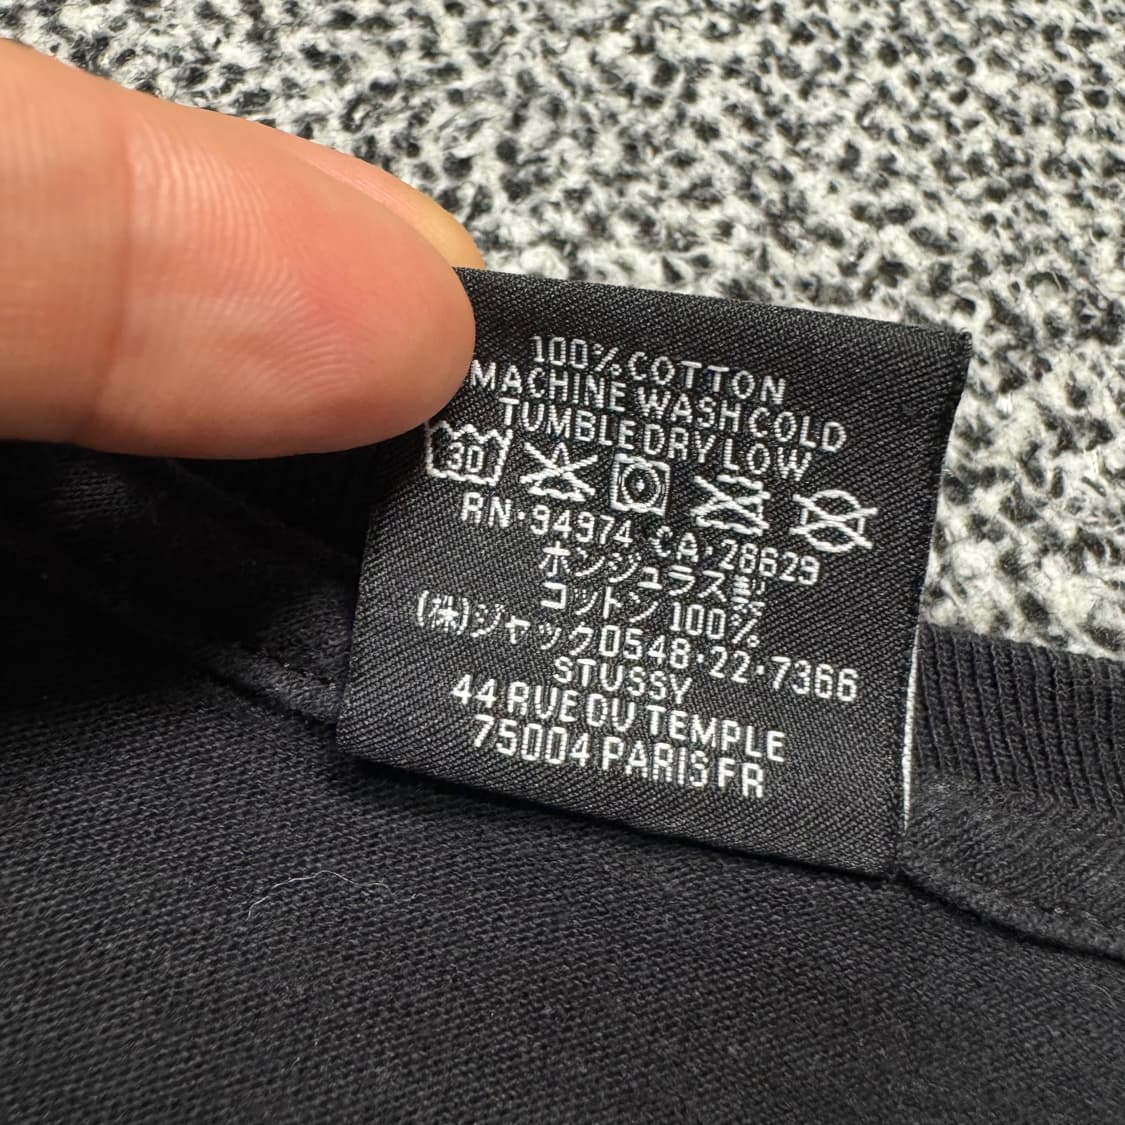 100% COTTON
MACHINE WASH COLD
TUMBLE DRY LOW
30
RN·94974 CA·28629
ホンジュラス製
コットン 100%
(株)ジャック0548·22·7366
STUSSY
44 RUE DU TEMPLE
75004 PARIS FR